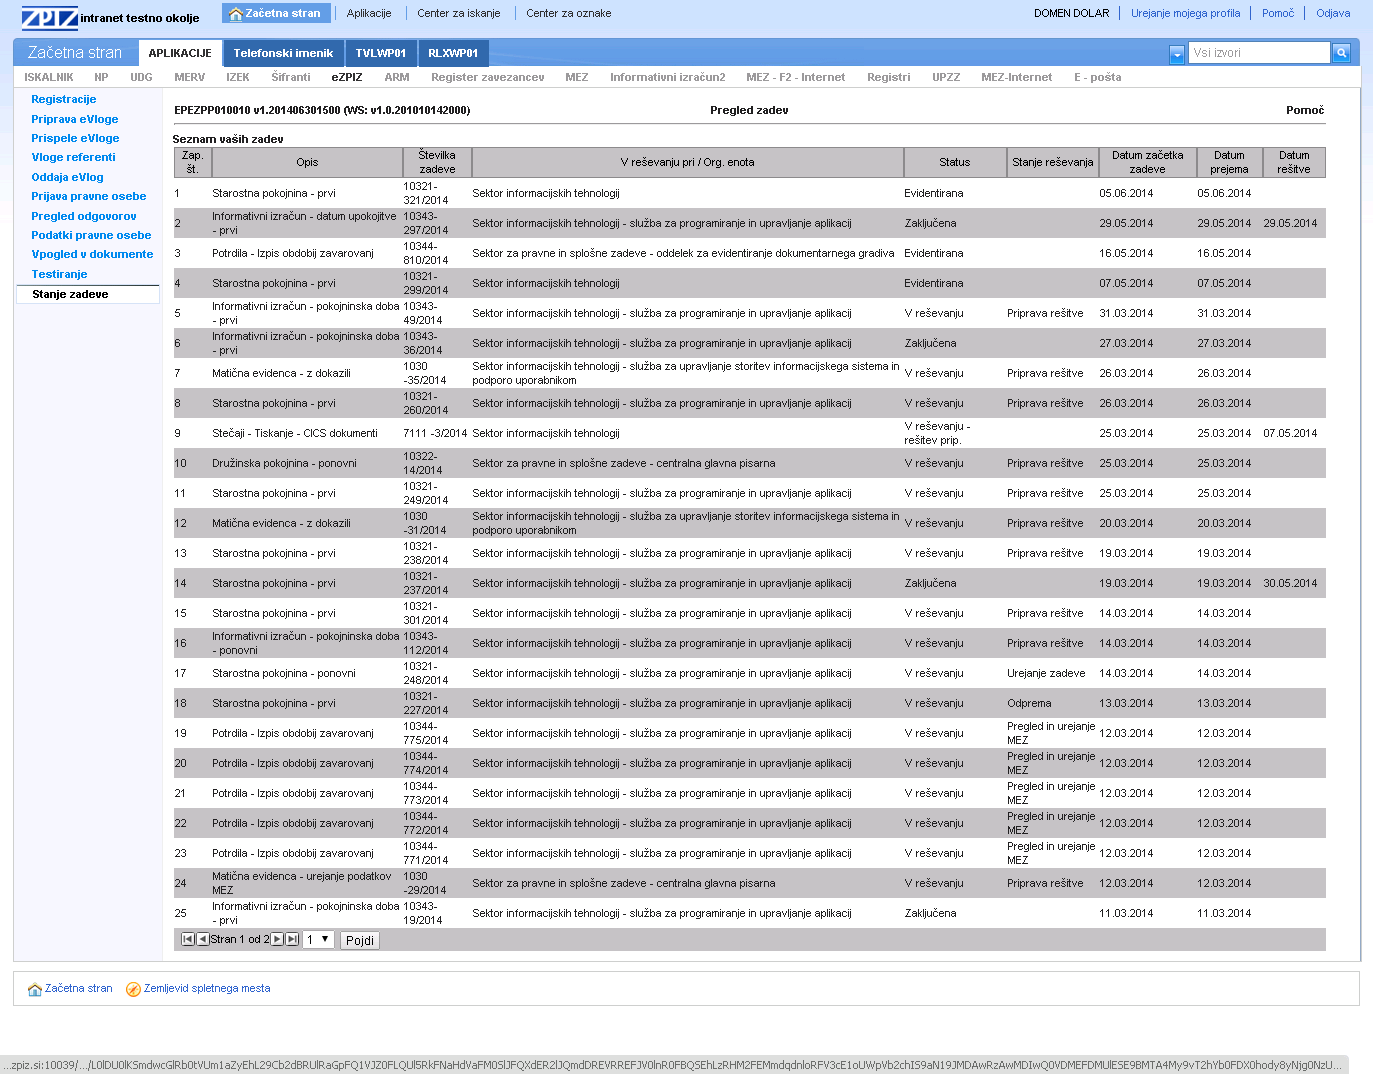 ZPIZ intranet testno okolje Začetna stran Aplikacije Center za iskanje Center za oznake DOMEN DOLAR Urejanje mojega profila Pomoč Odjava
Začetna stran APLIKACIJE Telefonski imenik TVLWP01 RLXWP01 Vsi izvori
ISKALNIK NP UDG MERV IZEK Šifranti eZPIZ ARM Register zavezancev MEZ Informativni izračun2 MEZ - F2 - Internet Registri UPZZ MEZ-Internet E - pošta
Registracije
Priprava eVloge
Prispele eVloge
Vloge referenti
Oddaja eVlog
Prijava pravne osebe
Pregled odgovorov
Podatki pravne osebe
Vpogled v dokumente
Testiranje
Stanje zadeve
EPEZPP010010 v1.201406301500 (WS: v1.0.201010142000) Pregled zadev Pomoč
Seznam vaših zadev
Zap. št. Opis Številka zadeve V reševanju pri / Org. enota Status Stanje reševanja Datum začetka zadeve Datum prejema Datum rešitve
1 Starostna pokojnina - prvi 10321-321/2014 Sektor informacijskih tehnologij Evidentirana 05.06.2014 05.06.2014
2 Informativni izračun - datum upokojitve - prvi 10343-297/2014 Sektor informacijskih tehnologij - služba za programiranje in upravljanje aplikacij Zaključena 29.05.2014 29.05.2014 29.05.2014
3 Potrdila - Izpis obdobij zavarovanj 10344-810/2014 Sektor za pravne in splošne zadeve - oddelek za evidentiranje dokumentarnega gradiva Evidentirana 16.05.2014 16.05.2014
4 Starostna pokojnina - prvi 10321-299/2014 Sektor informacijskih tehnologij Evidentirana 07.05.2014 07.05.2014
5 Informativni izračun - pokojninska doba - prvi 10343-49/2014 Sektor informacijskih tehnologij - služba za programiranje in upravljanje aplikacij V reševanju Priprava rešitve 31.03.2014 31.03.2014
6 Informativni izračun - pokojninska doba - prvi 10343-36/2014 Sektor informacijskih tehnologij - služba za programiranje in upravljanje aplikacij Zaključena 27.03.2014 27.03.2014
7 Matična evidenca - z dokazili 1030 -35/2014 Sektor informacijskih tehnologij - služba za upravljanje storitev informacijskega sistema in podporo uporabnikom V reševanju Priprava rešitve 26.03.2014 26.03.2014
8 Starostna pokojnina - prvi 10321-260/2014 Sektor informacijskih tehnologij - služba za programiranje in upravljanje aplikacij V reševanju Priprava rešitve 26.03.2014 26.03.2014
9 Stečaji - Tiskanje - CICS dokumenti 7111 -3/2014 Sektor informacijskih tehnologij V reševanju - rešitev prip. 25.03.2014 25.03.2014 07.05.2014
10 Družinska pokojnina - ponovni 10322-14/2014 Sektor za pravne in splošne zadeve - centralna glavna pisarna V reševanju Priprava rešitve 25.03.2014 25.03.2014
11 Starostna pokojnina - prvi 10321-249/2014 Sektor informacijskih tehnologij - služba za programiranje in upravljanje aplikacij V reševanju Priprava rešitve 25.03.2014 25.03.2014
12 Matična evidenca - z dokazili 1030 -31/2014 Sektor informacijskih tehnologij - služba za upravljanje storitev informacijskega sistema in podporo uporabnikom V reševanju Priprava rešitve 20.03.2014 20.03.2014
13 Starostna pokojnina - prvi 10321-238/2014 Sektor informacijskih tehnologij - služba za programiranje in upravljanje aplikacij V reševanju Priprava rešitve 19.03.2014 19.03.2014
14 Starostna pokojnina - prvi 10321-237/2014 Sektor informacijskih tehnologij - služba za programiranje in upravljanje aplikacij Zaključena 19.03.2014 19.03.2014 30.05.2014
15 Starostna pokojnina - prvi 10321-301/2014 Sektor informacijskih tehnologij - služba za programiranje in upravljanje aplikacij V reševanju Priprava rešitve 14.03.2014 14.03.2014
16 Informativni izračun - pokojninska doba - ponovni 10343-112/2014 Sektor informacijskih tehnologij - služba za programiranje in upravljanje aplikacij V reševanju Priprava rešitve 14.03.2014 14.03.2014
17 Starostna pokojnina - ponovni 10321-248/2014 Sektor informacijskih tehnologij - služba za programiranje in upravljanje aplikacij V reševanju Urejanje zadeve 14.03.2014 14.03.2014
18 Starostna pokojnina - prvi 10321-227/2014 Sektor informacijskih tehnologij - služba za programiranje in upravljanje aplikacij V reševanju Odprema 13.03.2014 13.03.2014
19 Potrdila - Izpis obdobij zavarovanj 10344-775/2014 Sektor informacijskih tehnologij - služba za programiranje in upravljanje aplikacij V reševanju Pregled in urejanje MEZ 12.03.2014 12.03.2014
20 Potrdila - Izpis obdobij zavarovanj 10344-774/2014 Sektor informacijskih tehnologij - služba za programiranje in upravljanje aplikacij V reševanju Pregled in urejanje MEZ 12.03.2014 12.03.2014
21 Potrdila - Izpis obdobij zavarovanj 10344-773/2014 Sektor informacijskih tehnologij - služba za programiranje in upravljanje aplikacij V reševanju Pregled in urejanje MEZ 12.03.2014 12.03.2014
22 Potrdila - Izpis obdobij zavarovanj 10344-772/2014 Sektor informacijskih tehnologij - služba za programiranje in upravljanje aplikacij V reševanju Pregled in urejanje MEZ 12.03.2014 12.03.2014
23 Potrdila - Izpis obdobij zavarovanj 10344-771/2014 Sektor informacijskih tehnologij - služba za programiranje in upravljanje aplikacij V reševanju Pregled in urejanje MEZ 12.03.2014 12.03.2014
24 Matična evidenca - urejanje podatkov MEZ 1030 -29/2014 Sektor za pravne in splošne zadeve - centralna glavna pisarna V reševanju Priprava rešitve 12.03.2014 12.03.2014
25 Informativni izračun - pokojninska doba - prvi 10343-19/2014 Sektor informacijskih tehnologij - služba za programiranje in upravljanje aplikacij Zaključena 11.03.2014 11.03.2014
Stran 1 od 2 1 Pojdi
Začetna stran Zemljevid spletnega mesta